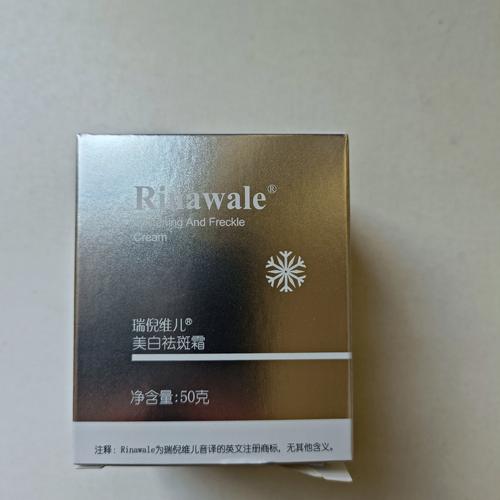 Rinawale®
And Freckle
Cream
瑞倪维儿®
美白祛斑霜
净含量:50克
注释：Rinawale为瑞倪维儿音译的英文注册商标，无其他含义。